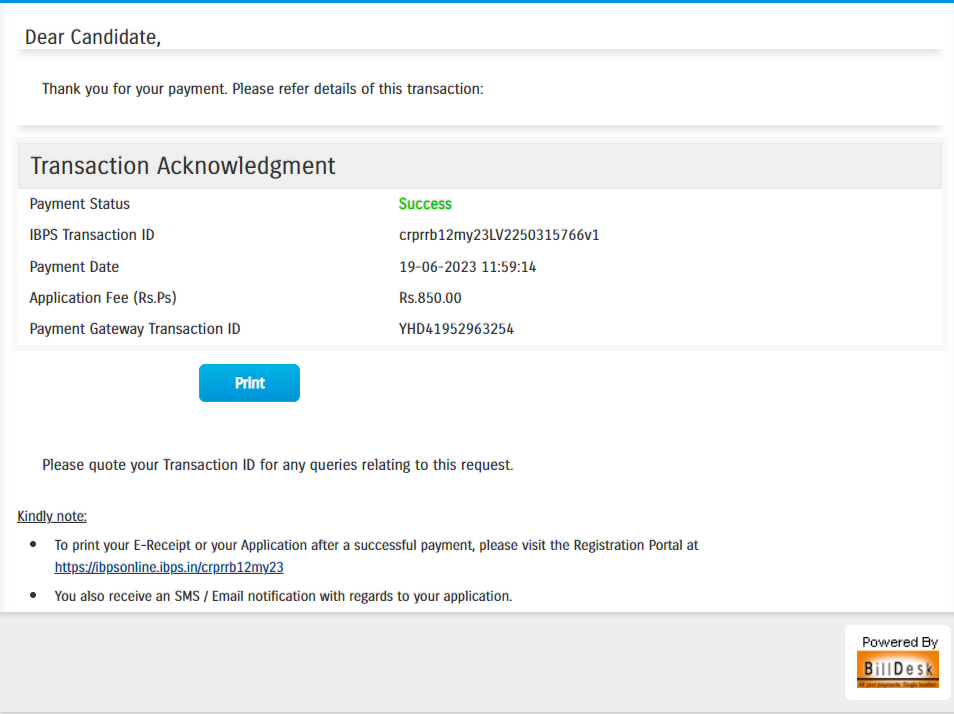 Dear Candidate,
Thank you for your payment. Please refer details of this transaction:
Transaction Acknowledgment
Payment Status Success
IBPS Transaction ID crprrb12my23LV2250315766v1
Payment Date 19-06-2023 11:59:14
Application Fee (Rs.Ps) Rs.850.00
Payment Gateway Transaction ID YHD41952963254
Print
Please quote your Transaction ID for any queries relating to this request.
Kindly note:
• To print your E-Receipt or your Application after a successful payment, please visit the Registration Portal at
https://ibpsonline.ibps.in/crprrb12my23
• You also receive an SMS / Email notification with regards to your application.
Powered By
BillDesk
All your payments. Single location